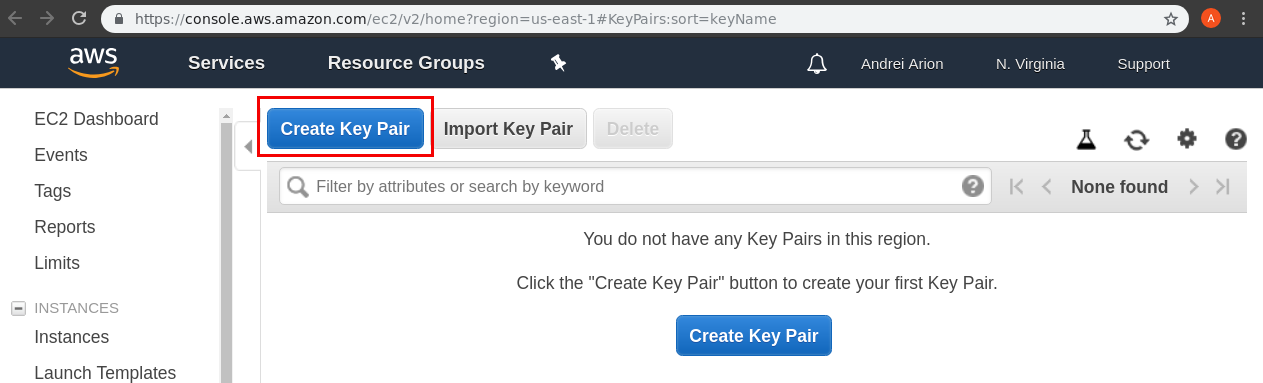 https://console.aws.amazon.com/ec2/v2/home?region=us-east-1#KeyPairs:sort=keyName
A
aws
Services
Resource Groups
Andrei Arion
N. Virginia
Support
EC2 Dashboard
Events
Tags
Reports
Limits
INSTANCES
Instances
Launch Templates
Create Key Pair
Import Key Pair
Delete
?
Filter by attributes or search by keyword
?
None found
You do not have any Key Pairs in this region.
Click the "Create Key Pair" button to create your first Key Pair.
Create Key Pair